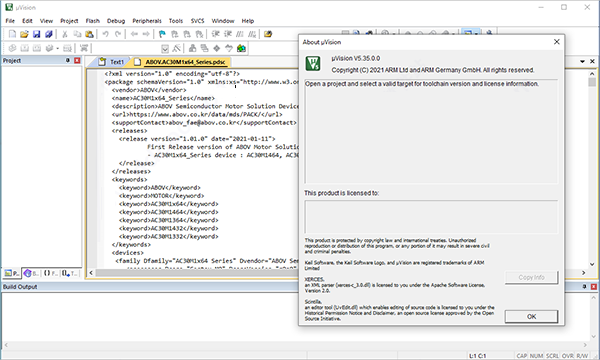 µVision
File Edit View Project Flash Debug Peripherals Tools SVCS Window Help
Project
Text1 ABOV.AC30M1x64_Series.pdsc
<?xml version="1.0" encoding="utf-8"?>
<package schemaVersion="1.0" xmlns:xs="http://www.w3.o
<vendor>ABOV</vendor>
<name>AC30M1x64_Series</name>
<description>ABOV Semiconductor Motor Solution Device
<url>https://www.abov.co.kr/data/mds/PACK/</url>
<supportContact>abov_fae@abov.co.kr</supportContact>
<releases>
<release version="1.01.0" date="2021-01-11">
First Release version of ABOV Motor Solution
- AC30M1x64_Series device : AC30M1464, AC30
</release>
</releases>
<keywords>
<keyword>ABOV</keyword>
<keyword>MOTOR</keyword>
<keyword>AC30M1x64</keyword>
<keyword>AC30M1464</keyword>
<keyword>AC30M1364</keyword>
<keyword>AC30M1432</keyword>
<keyword>AC30M1332</keyword>
</keywords>
<devices>
<family Dfamily="AC30M1x64 Series" Dvendor="ABOV Sem
About µVision
µVision V5.35.0.0
Copyright (C) 2021 ARM Ltd and ARM Germany GmbH. All rights reserved.
Open a project and select a valid target for toolchain version and license information.
This product is licensed to:
This product is protected by copyright law and international treaties. Unauthorized
reproduction or distribution of this program, or any portion of it may result in severe civil
and criminal penalties.
Keil Software, the Keil Software Logo, and µVision are registered trademarks of ARM
Limited
XERCES,
an XML parser (xerces-c_3.0.dll) is licensed to you under the Apache Software License,
Version 2.0.
Scintilla,
an editor tool (UvEdit.dll) which enables editing of source code is licensed to you under the
Historical Permission Notice and Disclaimer, an open source license approved by the Open
Source Initiative.
Copy Info
OK
Build Output
L:1 C:1 CAP NUM SCRL OVR R/W